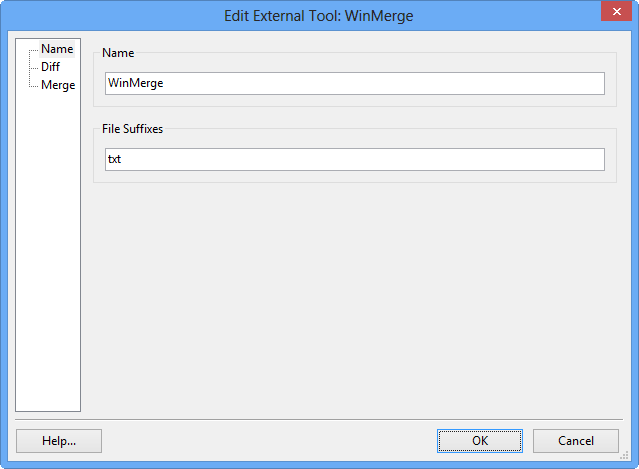 Edit External Tool: WinMerge
Name
Diff
Merge
Name
WinMerge
File Suffixes
txt
Help...
OK
Cancel